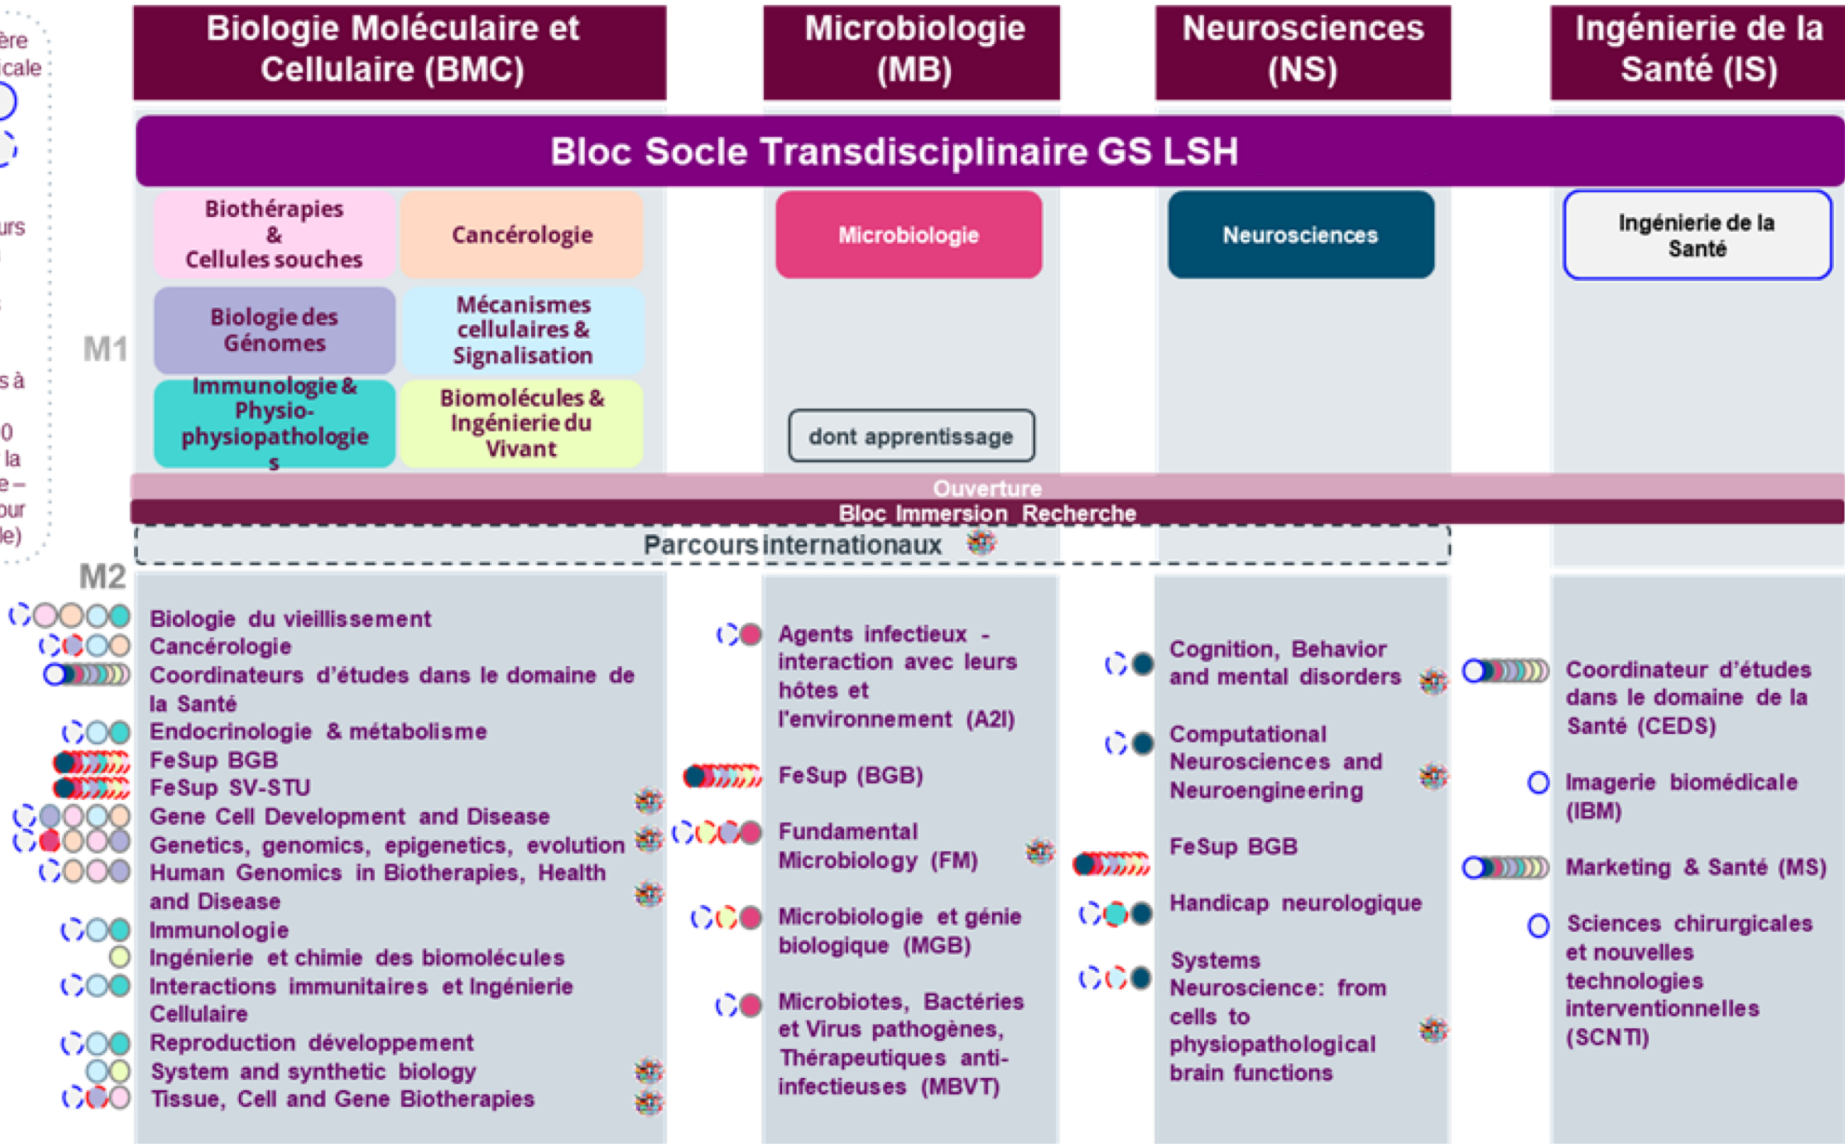 Biologie Moléculaire et
Cellulaire (BMC)
Microbiologie
(MB)
Neurosciences
(NS)
Ingénierie de la
Santé (IS)
Bloc Socle Transdisciplinaire GS LSH
M1
Biothérapies
&
Cellules souches
Cancérologie
Biologie des
Génomes
Mécanismes
cellulaires &
Signalisation
Immunologie &
Physio-
physiopathologie
s
Biomolécules &
Ingénierie du
Vivant
Microbiologie
dont apprentissage
Neurosciences
Ingénierie de la
Santé
Ouverture
Bloc Immersion Recherche
Parcours internationaux
M2
Biologie du vieillissement
Cancérologie
Coordinateurs d'études dans le domaine de
la Santé
Endocrinologie & métabolisme
FeSup BGB
FeSup SV-STU
Gene Cell Development and Disease
Genetics, genomics, epigenetics, evolution
Human Genomics in Biotherapies, Health
and Disease
Immunologie
Ingénierie et chimie des biomolécules
Interactions immunitaires et Ingénierie
Cellulaire
Reproduction développement
System and synthetic biology
Tissue, Cell and Gene Biotherapies
Agents infectieux -
interaction avec leurs
hôtes et
l'environnement (A2I)
FeSup (BGB)
Fundamental
Microbiology (FM)
Microbiologie et génie
biologique (MGB)
Microbiotes, Bactéries
et Virus pathogènes,
Thérapeutiques anti-
infectieuses (MBVT)
Cognition, Behavior
and mental disorders
Computational
Neurosciences and
Neuroengineering
FeSup BGB
Handicap neurologique
Systems
Neuroscience: from
cells to
physiopathological
brain functions
Coordinateur d'études
dans le domaine de la
Santé (CEDS)
Imagerie biomédicale
(IBM)
Marketing & Santé (MS)
Sciences chirurgicales
et nouvelles
technologies
interventionnelles
(SCNTI)
à
la